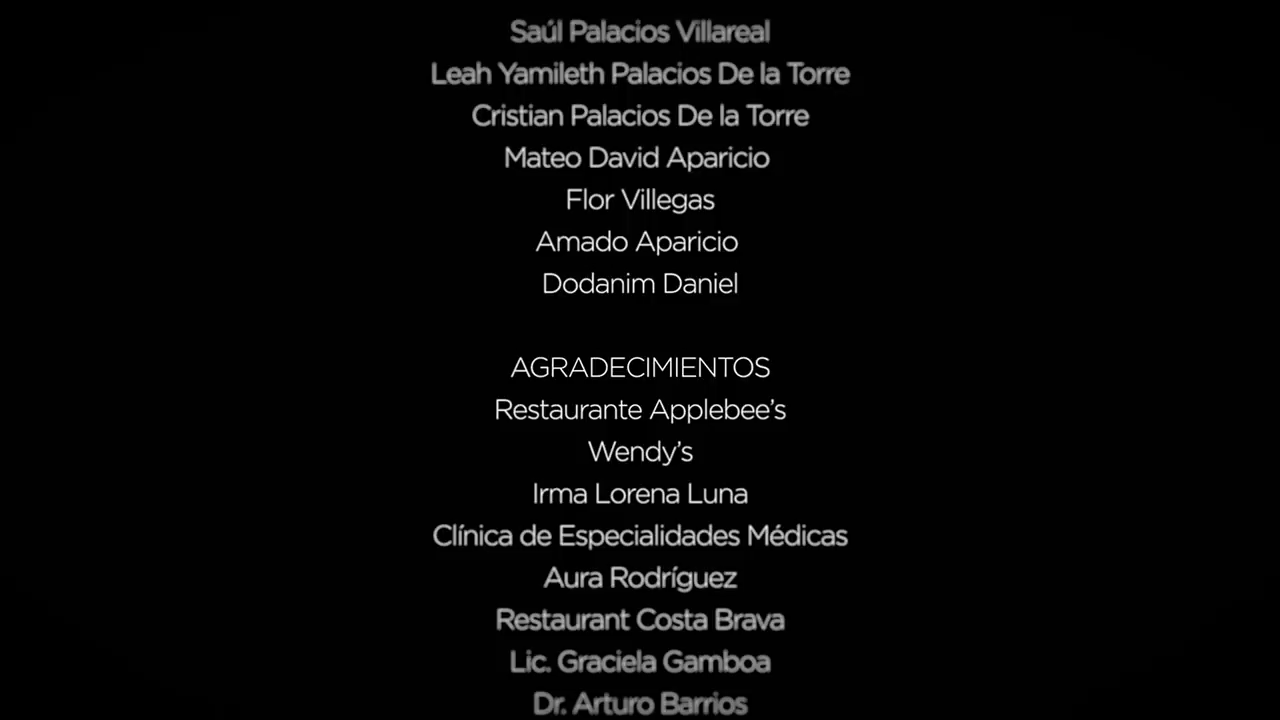 Saúl Palacios Villareal
Leah Yamileth Palacios De la Torre
Cristian Palacios De la Torre
Mateo David Aparicio
Flor Villegas
Amado Aparicio
Dodanim Daniel
AGRADECIMIENTOS
Restaurante Applebee's
Wendy's
Irma Lorena Luna
Clínica de Especialidades Médicas
Aura Rodríguez
Restaurant Costa Brava
Lic. Graciela Gamboa
Dr. Arturo Barrios